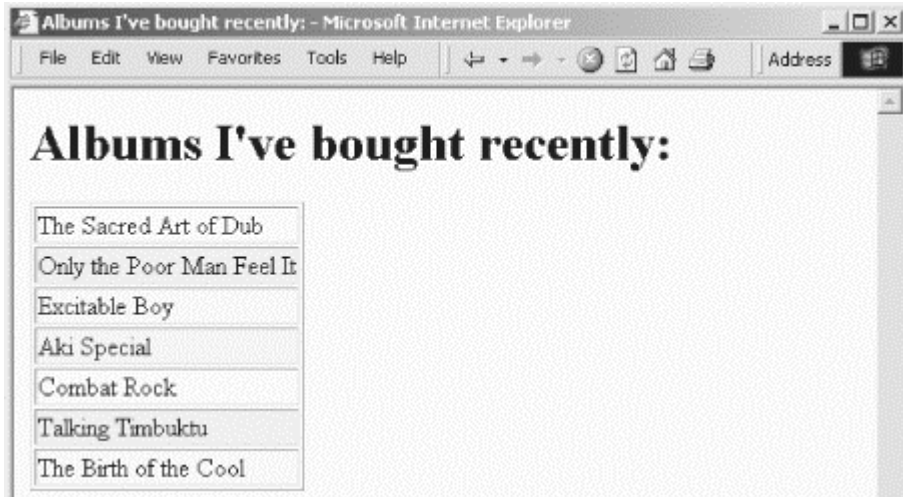 Albums I've bought recently: - Microsoft Internet Explorer
File Edit View Favorites Tools Help Address
Albums I've bought recently:
The Sacred Art of Dub
Only the Poor Man Feel It
Excitable Boy
Aki Special
Combat Rock
Talking Timbuktu
The Birth of the Cool